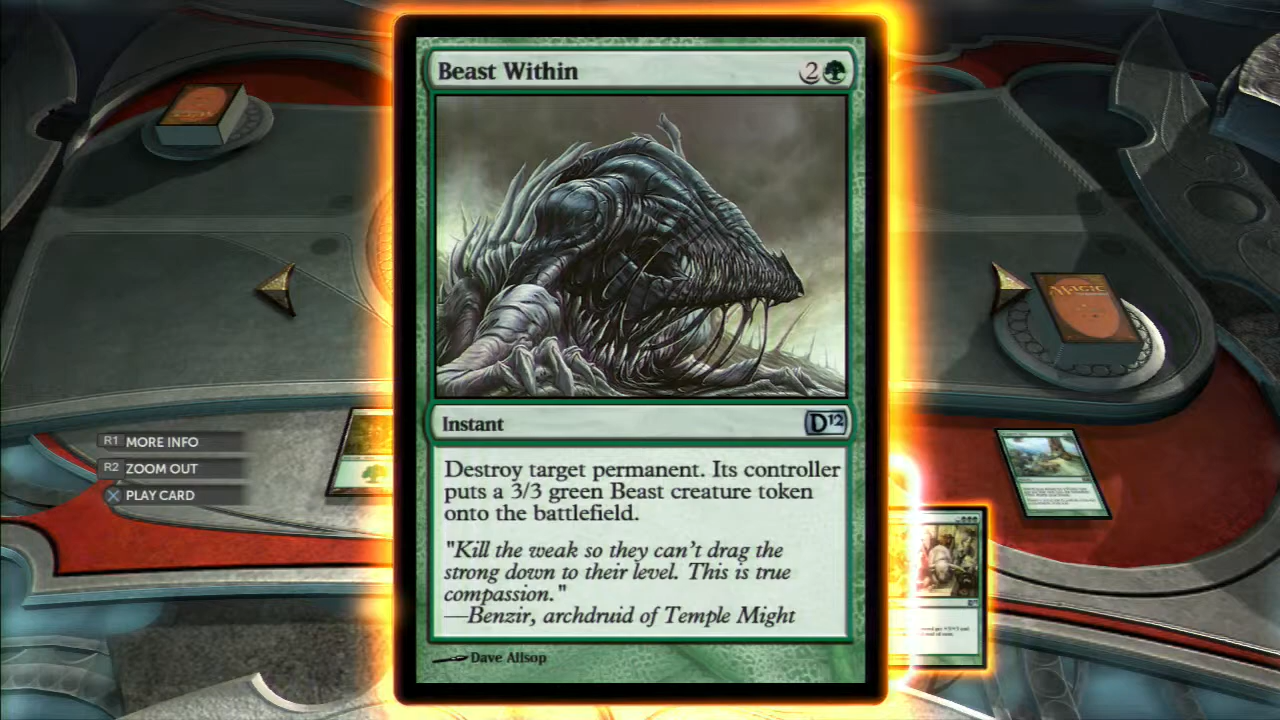 Beast Within
2
Instant
D12
Destroy target permanent. Its controller
puts a 3/3 green Beast creature token
onto the battlefield.
"Kill the weak so they can't drag the
strong down to their level. This is true
compassion."
—Benzir, archdruid of Temple Might
Dave Allsop
R1 MORE INFO
R2 ZOOM OUT
PLAY CARD
MAGIC